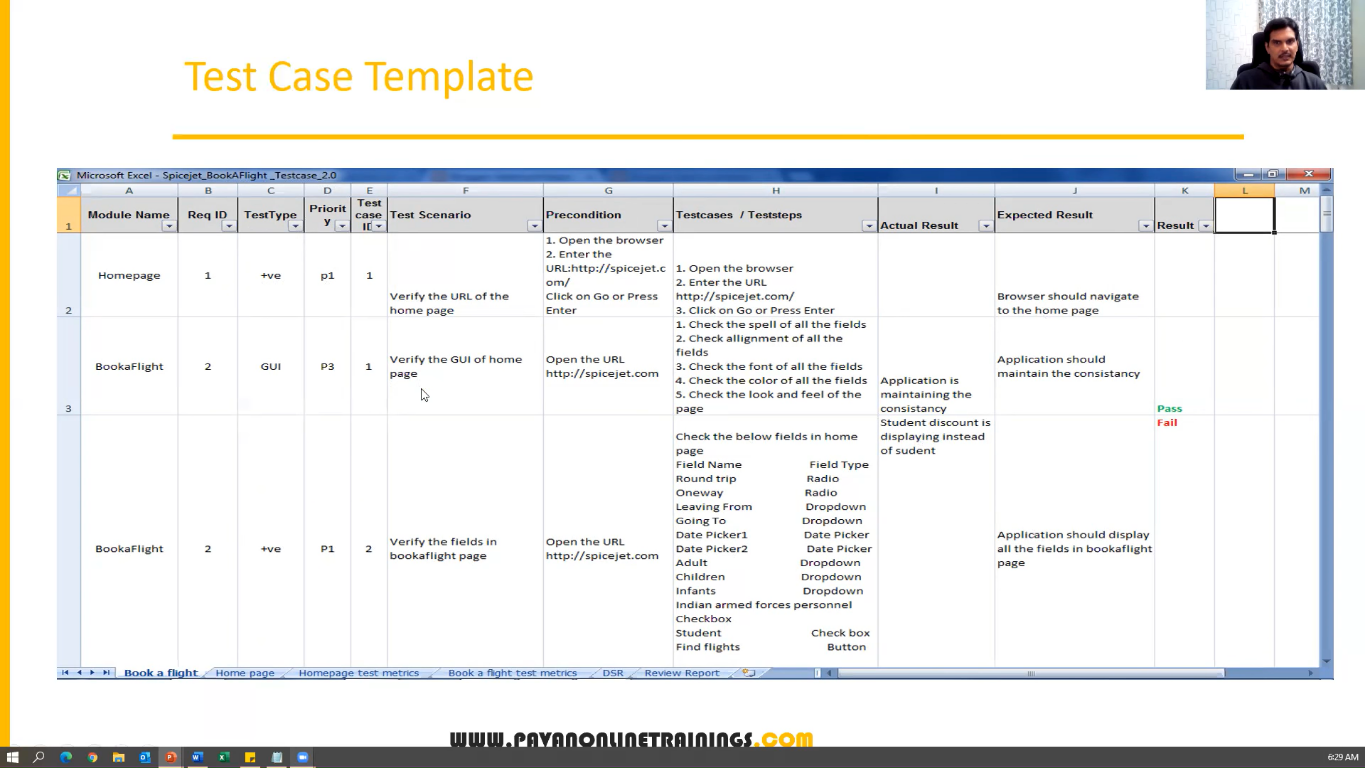 Test Case Template
Microsoft Excel - Spicejet_BookAFlight _Testcase_2.0
A B C D E F G H I J K L M
1
Module Name
Req ID
TestType
Priorit
y
Test
case
Test Scenario
Precondition
Testcases / Teststeps
Actual Result
Expected Result
Result
2
Homepage
1
+ve
p1
1
Verify the URL of the
home page
1. Open the browser
2. Enter the
URL:http://spicejet.c
om/
Click on Go or Press
Enter
1. Open the browser
2. Enter the URL
http://spicejet.com/
3. Click on Go or Press Enter
Browser should navigate
to the home page
3
BookaFlight
2
GUI
P3
1
Verify the GUI of home
page
Open the URL
http://spicejet.com
1. Check the spell of all the fields
2. Check allignment of all the
fields
3. Check the font of all the fields
4. Check the color of all the fields
5. Check the look and feel of the
page
Application is
maintaining the
consistancy
Application should
maintain the consistancy
Pass
BookaFlight
2
+ve
P1
2
Verify the fields in
bookaflight page
Open the URL
http://spicejet.com
Check the below fields in home
page
Field Name Field Type
Round trip Radio
Oneway Radio
Leaving From Dropdown
Going To Dropdown
Date Picker1 Date Picker
Date Picker2 Date Picker
Adult Dropdown
Children Dropdown
Infants Dropdown
Indian armed forces personnel
Checkbox
Student Check box
Find flights Button
Student discount is
displaying instead
of sudent
Application should display
all the fields in bookaflight
page
Fail
Book a flight Home page Homepage test metrics Book a flight test metrics DSR Review Report
WWW.PAVANONLINETRAININGS.COM
6:29 AM